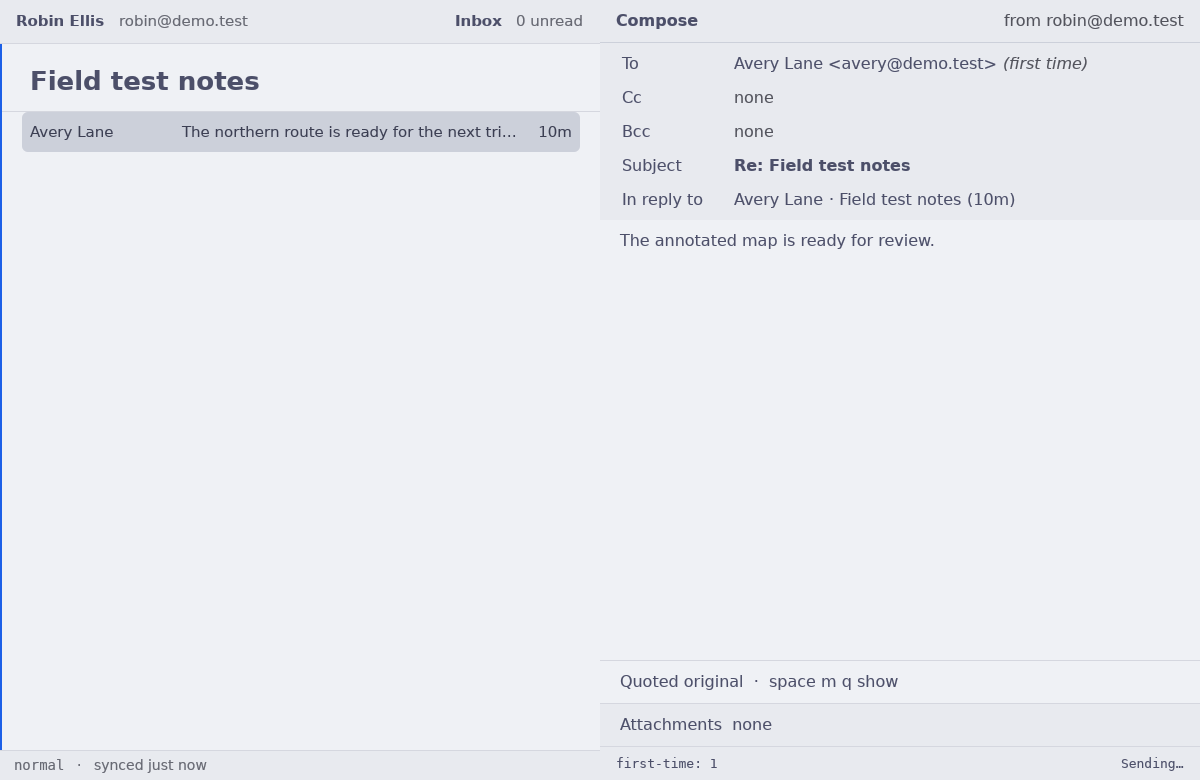 Robin Ellis robin@demo.test Inbox 0 unread
Field test notes
Avery Lane The northern route is ready for the next tri… 10m
normal · synced just now
Compose from robin@demo.test
To Avery Lane <avery@demo.test> (first time)
Cc none
Bcc none
Subject Re: Field test notes
In reply to Avery Lane · Field test notes (10m)
The annotated map is ready for review.
Quoted original · space m q show
Attachments none
first-time: 1 Sending…